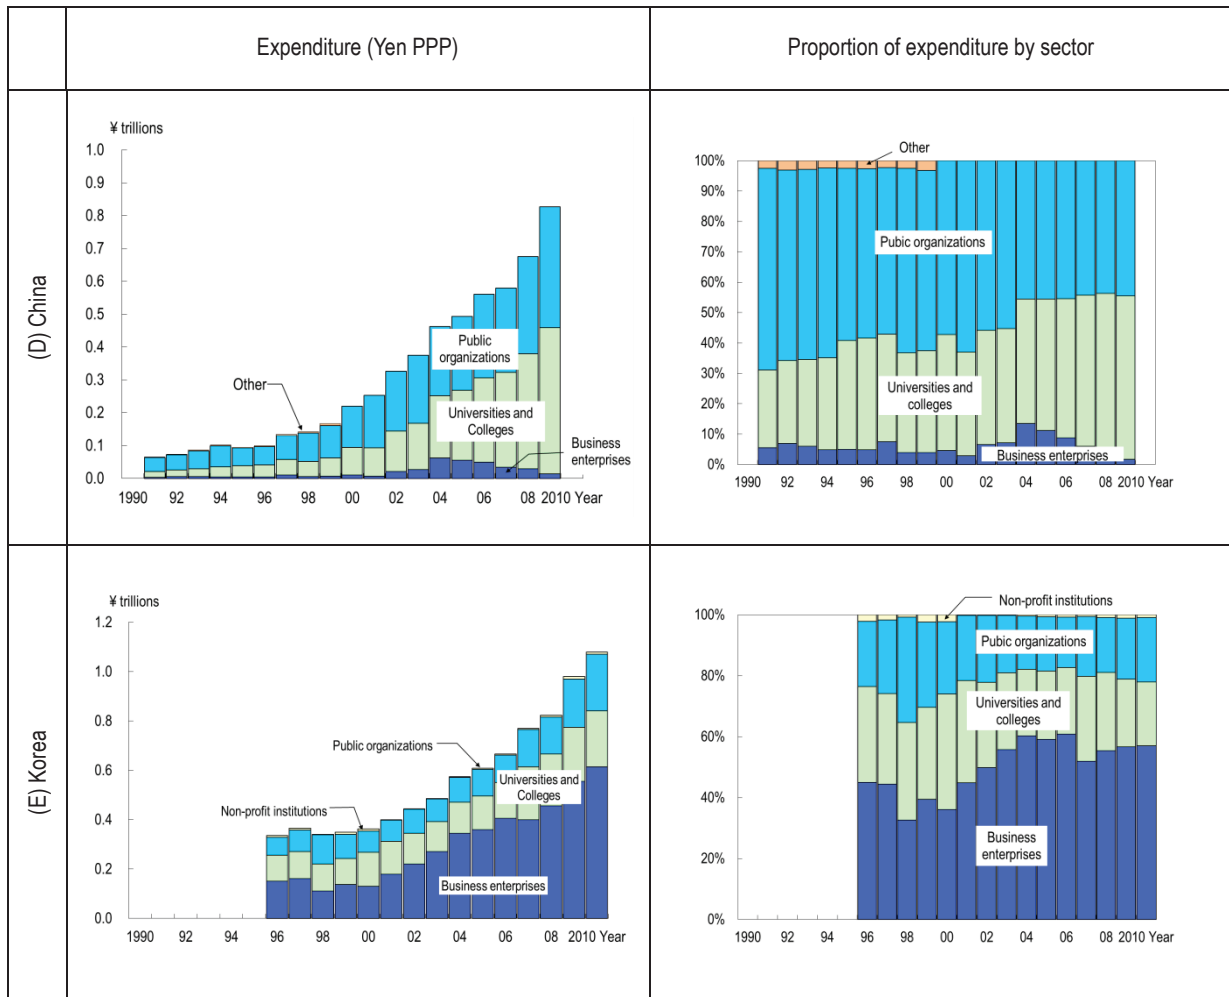 Expenditure (Yen PPP)
Proportion of expenditure by sector
(D) China
¥ trillions
1.0
0.9
0.8
0.7
0.6
0.5
0.4
0.3
0.2
0.1
0.0
Other
Public
organizations
Universities and
Colleges
Business
enterprises
1990 92 94 96 98 00 02 04 06 08 2010 Year
Other
100%
90%
80%
70%
60%
50%
40%
30%
20%
10%
0%
Pubic organizations
Universities and
colleges
Business enterprises
1990 92 94 96 98 00 02 04 06 08 2010 Year
(E) Korea
¥ trillions
1.2
1.0
0.8
0.6
0.4
0.2
0.0
Public organizations
Non-profit institutions
Universities and
Colleges
Business enterprises
1990 92 94 96 98 00 02 04 06 08 2010 Year
Non-profit institutions
100%
80%
60%
40%
20%
0%
Pubic organizations
Universities and
colleges
Business
enterprises
1990 92 94 96 98 00 02 04 06 08 2010 Year